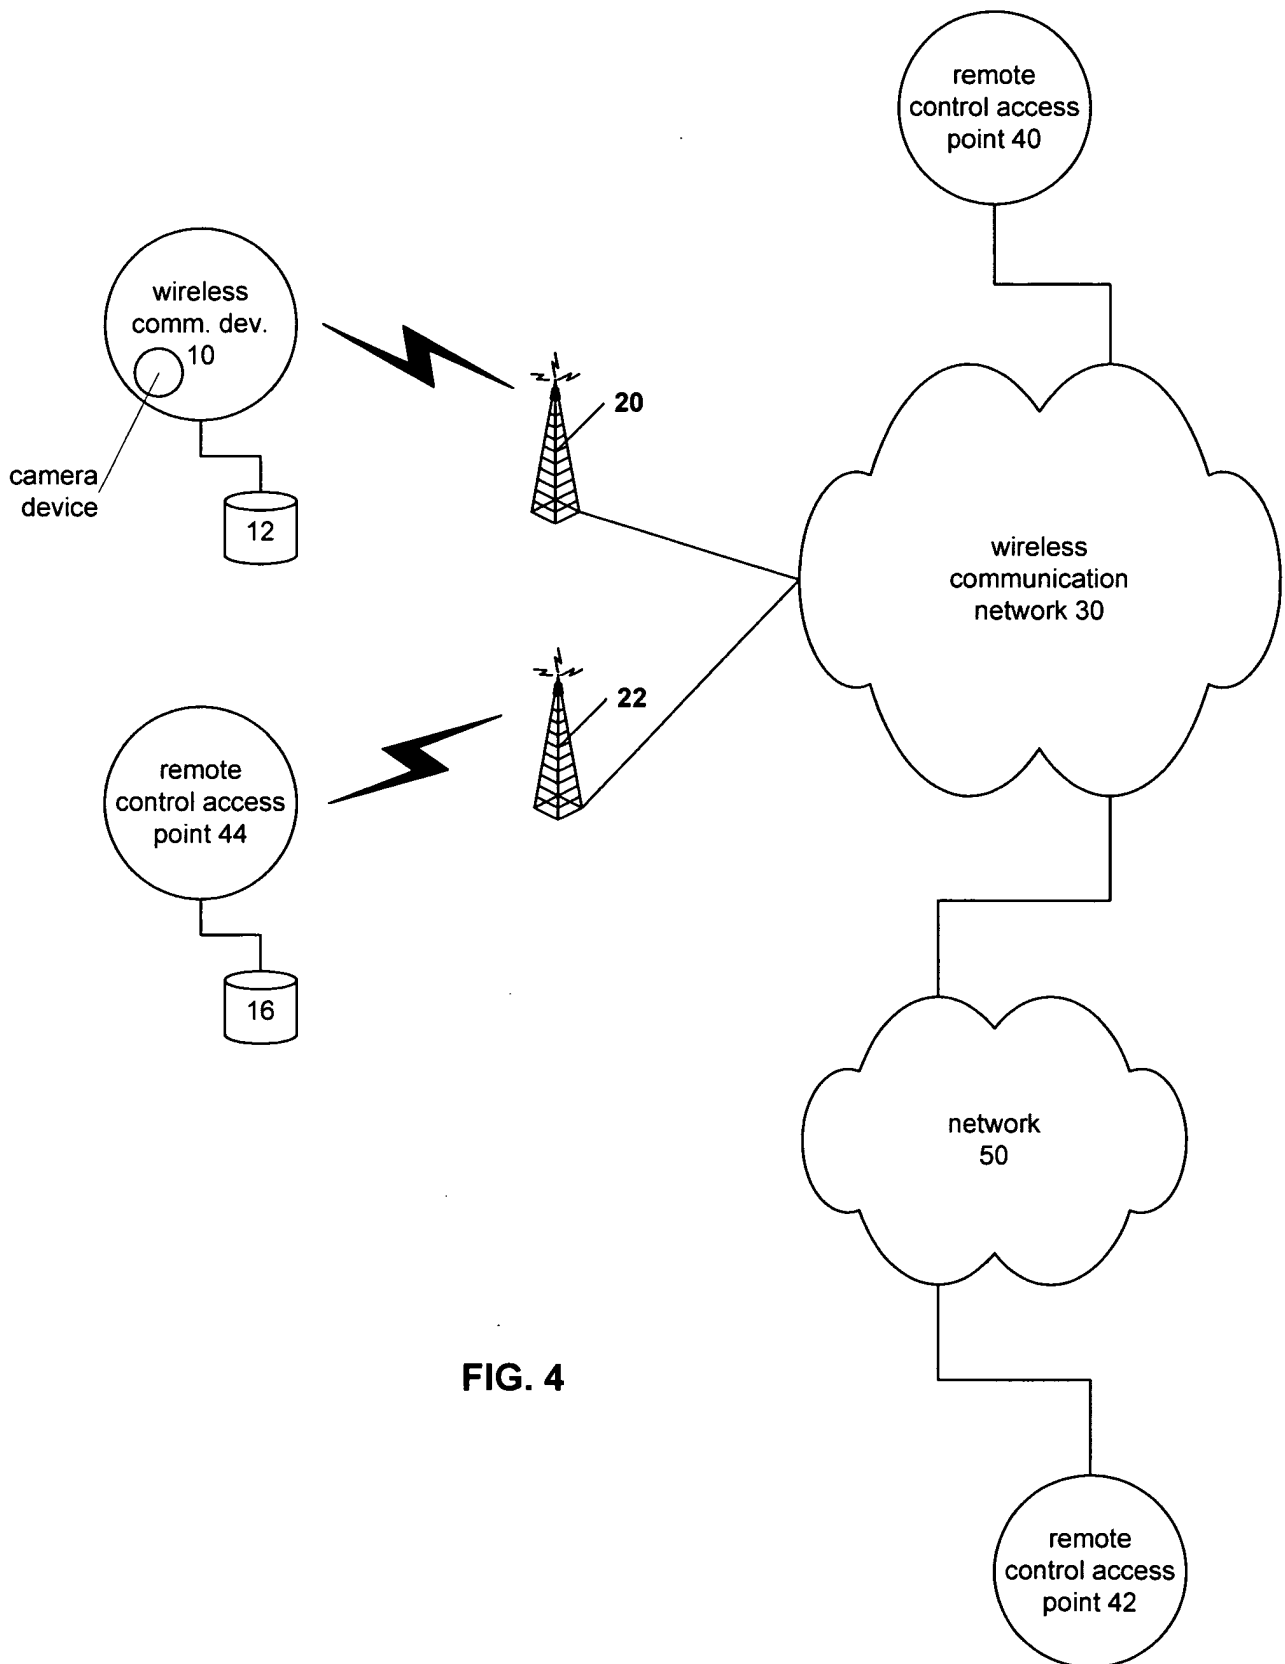 remote
control access
point 40
wireless
comm. dev.
10
20
camera
device
12
wireless
communication
network 30
22
remote
control access
point 44
16
network
50
FIG. 4
remote
control access
point 42